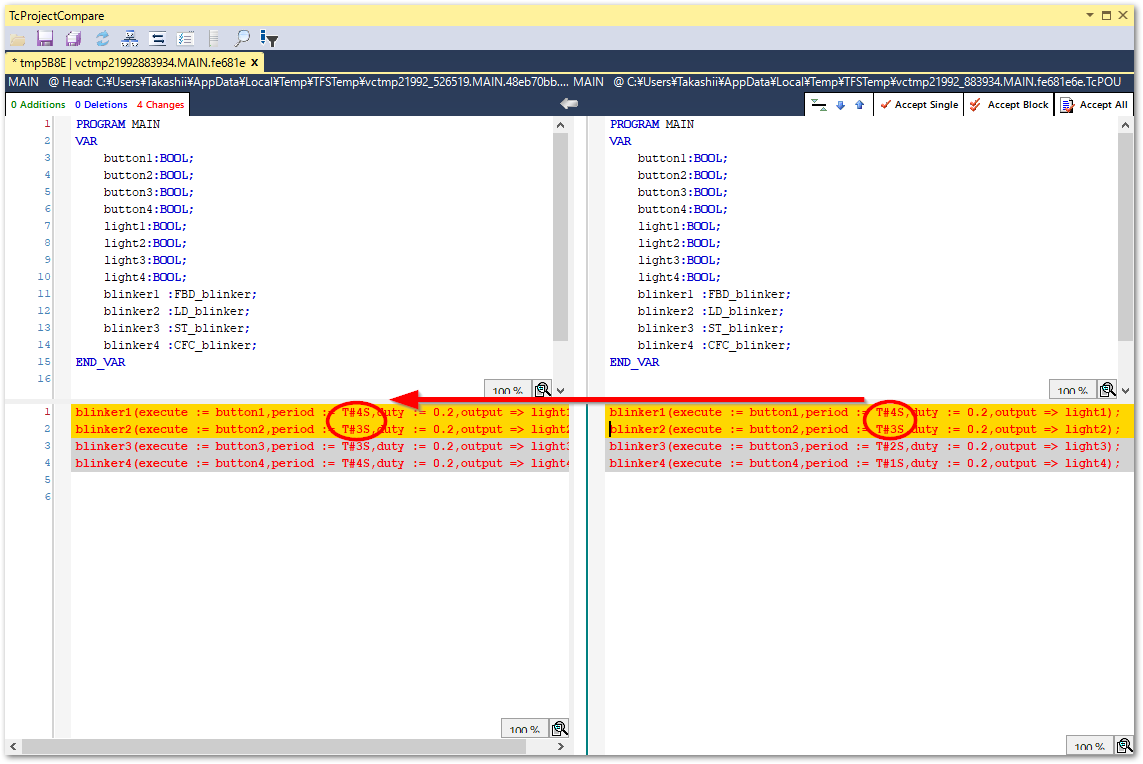 TcProjectCompare
* tmp5B8E | vctmp21992883934.MAIN.fe681e x
MAIN @ Head: C:¥Users¥Takashii¥AppData¥Local¥Temp¥TFSTemp¥vctmp21992_526519.MAIN.48eb70bb....
MAIN @ C:¥Users¥Takashii¥AppData¥Local¥Temp¥TFSTemp¥vctmp21992_883934.MAIN.fe681e6e.TcPOU
0 Additions 0 Deletions 4 Changes
Accept Single Accept Block Accept All
1 PROGRAM MAIN
2 VAR
3 button1:BOOL;
4 button2:BOOL;
5 button3:BOOL;
6 button4:BOOL;
7 light1:BOOL;
8 light2:BOOL;
9 light3:BOOL;
10 light4:BOOL;
11 blinker1 :FBD_blinker;
12 blinker2 :LD_blinker;
13 blinker3 :ST_blinker;
14 blinker4 :CFC_blinker;
15 END_VAR
16
100 %
1 blinker1(execute := button1,period := T#4S,duty := 0.2,output => light1
2 blinker2(execute := button2,period := T#3S,duty := 0.2,output => light2
3 blinker3(execute := button3,period := T#3S,duty := 0.2,output => light3
4 blinker4(execute := button4,period := T#4S,duty := 0.2,output => light4
5
6
100 %
PROGRAM MAIN
VAR
button1:BOOL;
button2:BOOL;
button3:BOOL;
button4:BOOL;
light1:BOOL;
light2:BOOL;
light3:BOOL;
light4:BOOL;
blinker1 :FBD_blinker;
blinker2 :LD_blinker;
blinker3 :ST_blinker;
blinker4 :CFC_blinker;
END_VAR
100 %
blinker1(execute := button1,period := T#4S,duty := 0.2,output => light1);
blinker2(execute := button2,period := T#3S,duty := 0.2,output => light2);
blinker3(execute := button3,period := T#2S,duty := 0.2,output => light3);
blinker4(execute := button4,period := T#1S,duty := 0.2,output => light4);
100 %